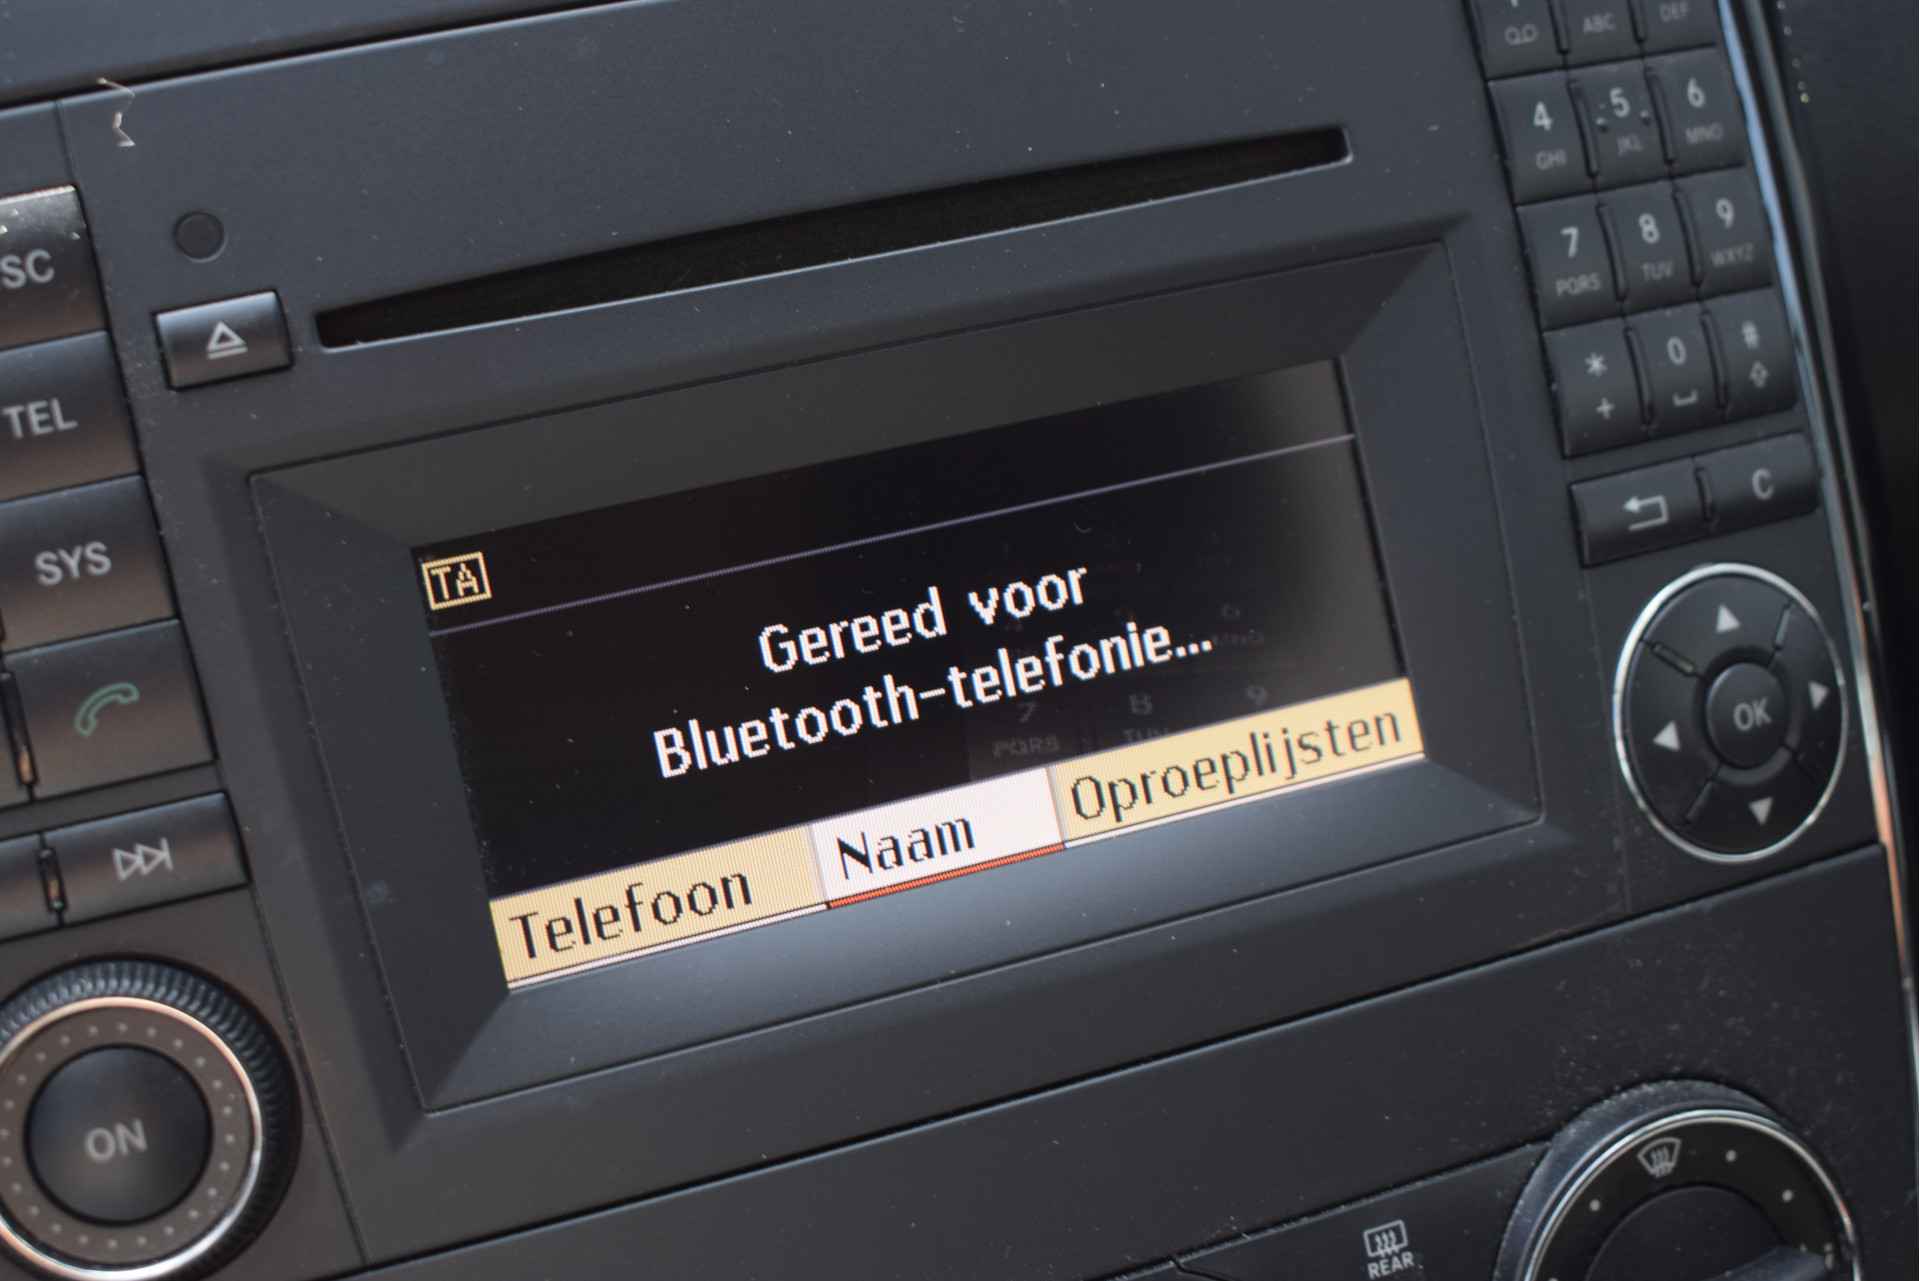 QD
ABC
DEF
4
GHI
5
JKL
6
MNO
SC
7
PQRS
8
TUV
9
WXYZ
TEL
*
+
0
#
C
SYS
TA
Gereed voor
Bluetooth-telefonie...
OK
Telefoon
Naam
Oproeplijsten
ON
REAR